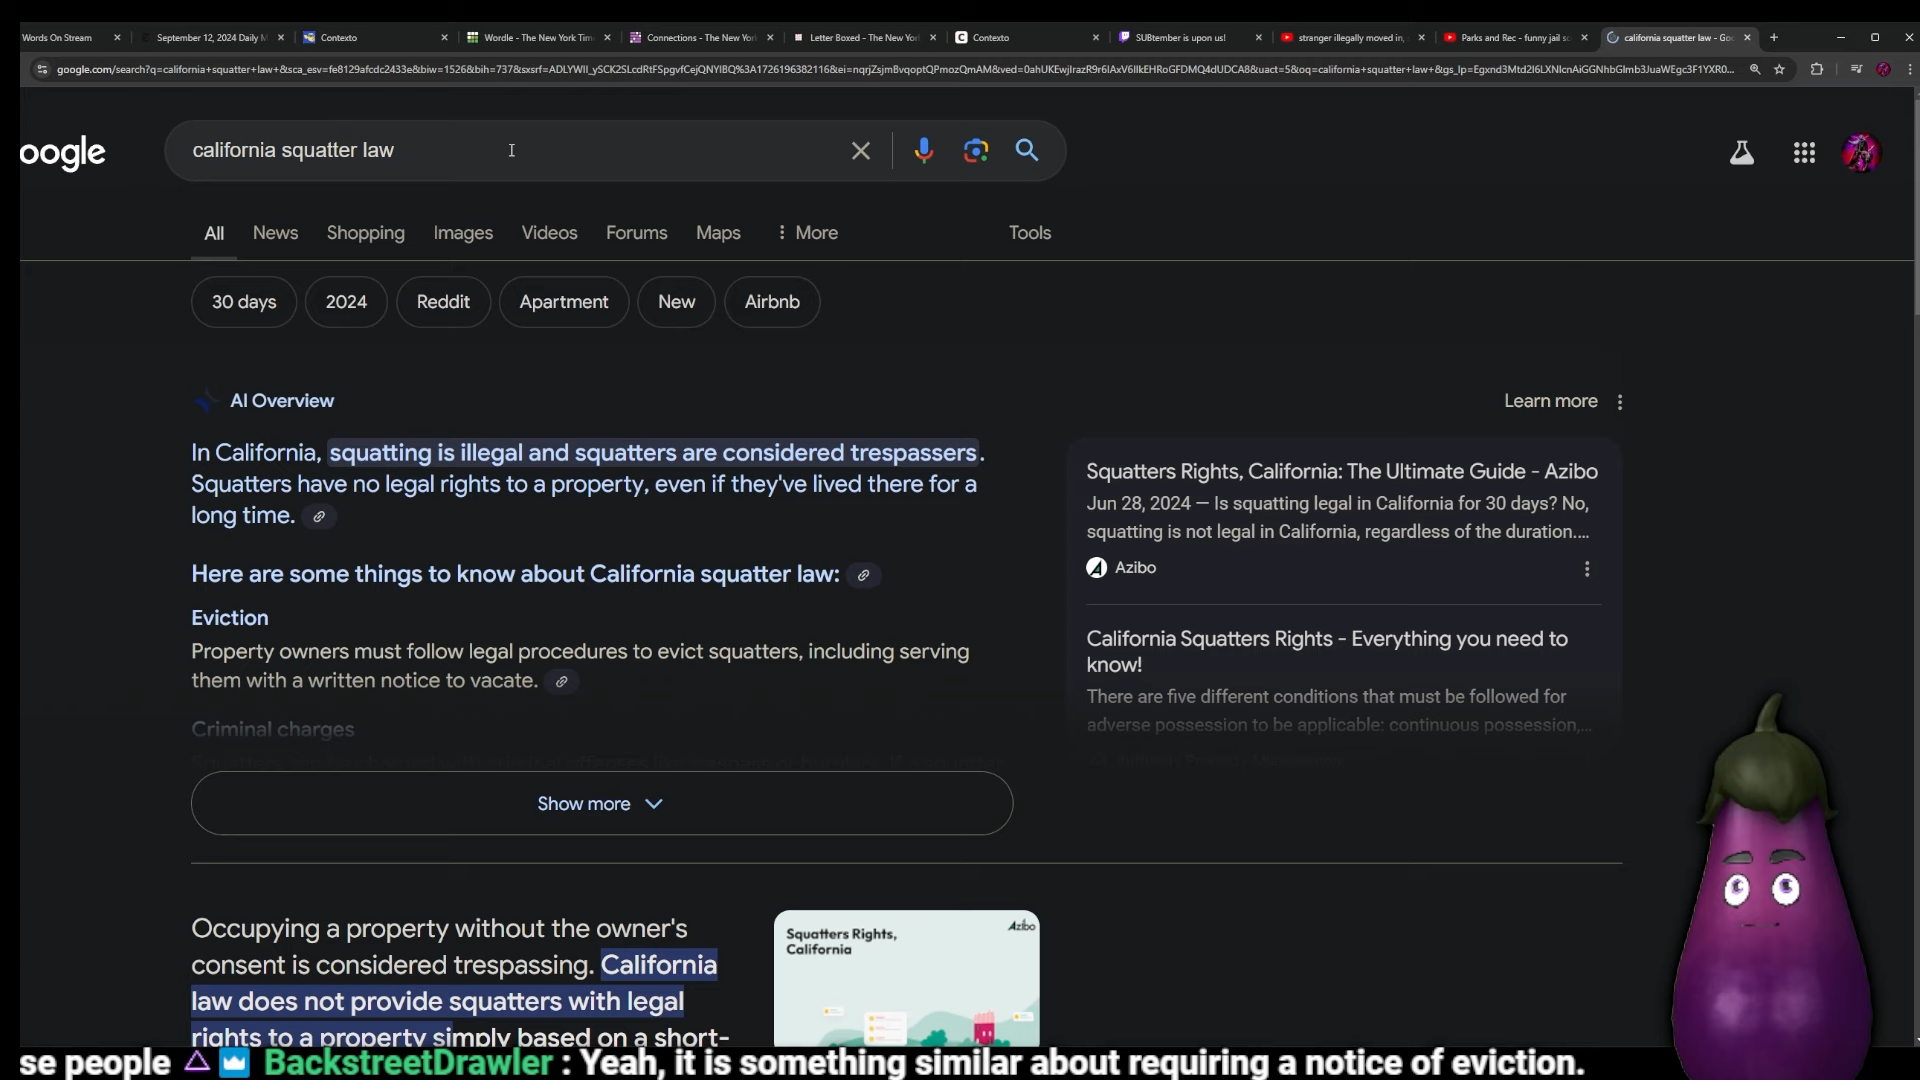 Words On Stream
September 12, 2024 Daily M
Contexto
Wordle - The New York Tim
Connections - The New Yor
Letter Boxed - The New Yor
Contexto
SUBtember is upon us!
stranger illegally moved in,
Parks and Rec - funny jail sc
california squatter law - Goo
oogle
california squatter law
All
News
Shopping
Images
Videos
Forums
Maps
More
Tools
30 days
2024
Reddit
Apartment
New
Airbnb
AI Overview
Learn more
In California, squatting is illegal and squatters are considered trespassers.
Squatters have no legal rights to a property, even if they've lived there for a
long time.
Here are some things to know about California squatter law:
Eviction
Property owners must follow legal procedures to evict squatters, including serving
them with a written notice to vacate.
Criminal charges
Show more
Squatters Rights, California: The Ultimate Guide - Azibo
Jun 28, 2024 — Is squatting legal in California for 30 days? No,
squatting is not legal in California, regardless of the duration....
Azibo
California Squatters Rights - Everything you need to
know!
There are five different conditions that must be followed for
adverse possession to be applicable: continuous possession,...
Occupying a property without the owner's
consent is considered trespassing. California
law does not provide squatters with legal
rights to a property simply based on a short-
Squatters Rights,
California
Azibo
se people BackstreetDrawler : Yeah, it is something similar about requiring a notice of eviction.